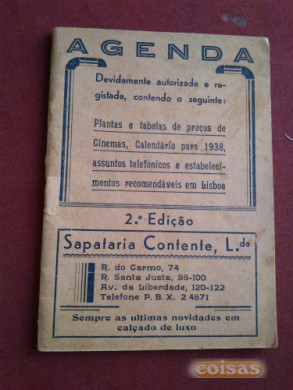 AGENDA
Devidamente autorizada e re-
gistada, contendo o seguinte:
Plantas e tabelas de preços de
Cinemas, Calendário para 1938,
assuntos telefónicos e estabeleci-
mentos recomendáveis em Lisboa
2.ª Edição
Sapataria Contente, L.da
R. do Carmo, 74
R. Santa Justa, 98-100
Av. da Liberdade, 120-122
Telefone P. B. X. 2 4871
Sempre as ultimas novidades em
calçado de luxo
coisas